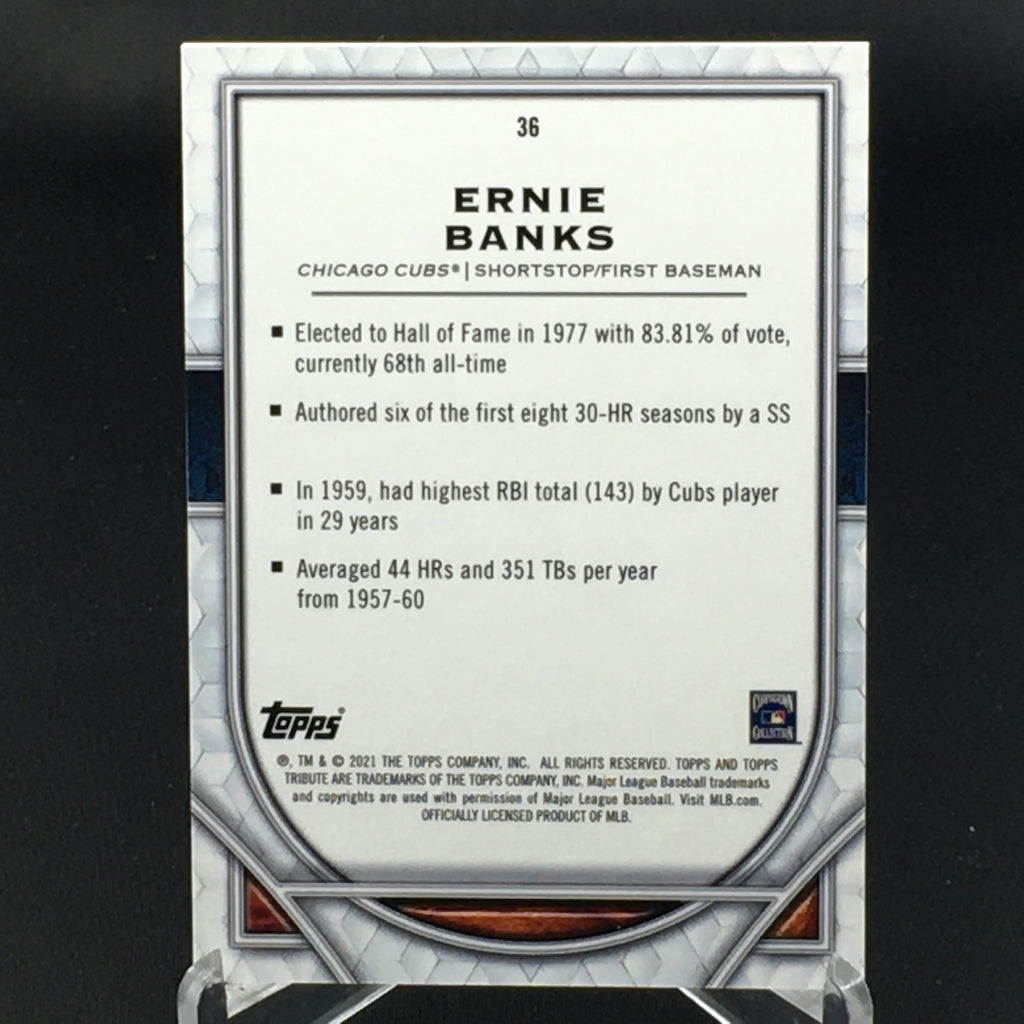 36
ERNIE
BANKS
CHICAGO CUBS® | SHORTSTOP/FIRST BASEMAN
▪ Elected to Hall of Fame in 1977 with 83.81% of vote,
currently 68th all-time
▪ Authored six of the first eight 30-HR seasons by a SS
▪ In 1959, had highest RBI total (143) by Cubs player
in 29 years
▪ Averaged 44 HRs and 351 TBs per year
from 1957-60
Topps®
COOPERSTOWN
COLLECTION
®, TM & © 2021 THE TOPPS COMPANY, INC. ALL RIGHTS RESERVED. TOPPS AND TOPPS
TRIBUTE ARE TRADEMARKS OF THE TOPPS COMPANY, INC. Major League Baseball trademarks
and copyrights are used with permission of Major League Baseball. Visit MLB.com.
OFFICIALLY LICENSED PRODUCT OF MLB.